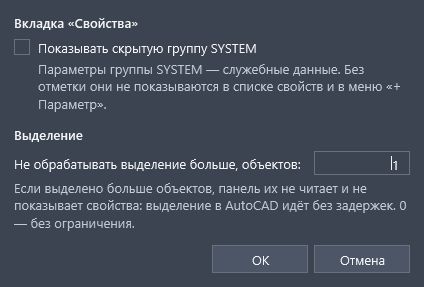 Вкладка «Свойства»
Показывать скрытую группу SYSTEM
Параметры группы SYSTEM — служебные данные. Без
отметки они не показываются в списке свойств и в меню «+
Параметр».
Выделение
Не обрабатывать выделение больше, объектов:
1
Если выделено больше объектов, панель их не читает и не
показывает свойства: выделение в AutoCAD идёт без задержек. 0
— без ограничения.
ОК
Отмена